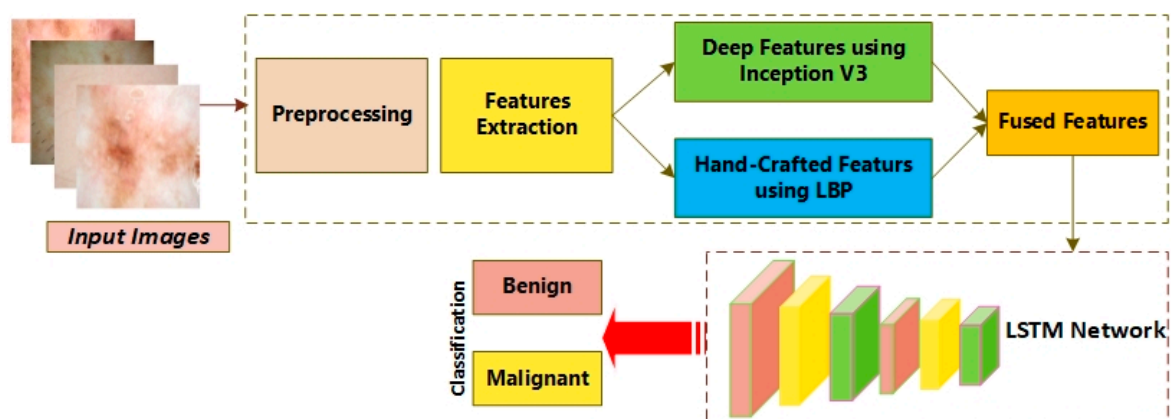 Input Images
Preprocessing
Features
Extraction
Deep Features using
Inception V3
Hand-Crafted Featurs
using LBP
Fused Features
LSTM Network
Classification
Benign
Malignant